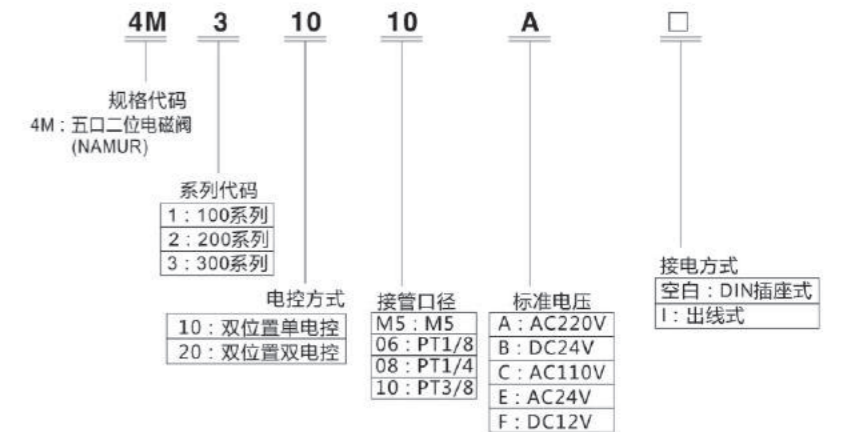 4M 3 10 10 A □
规格代码
4M：五口二位电磁阀
(NAMUR)
系列代码
1：100系列
2：200系列
3：300系列
电控方式
10：双位置单电控
20：双位置双电控
接管口径
M5：M5
06：PT1/8
08：PT1/4
10：PT3/8
标准电压
A：AC220V
B：DC24V
C：AC110V
E：AC24V
F：DC12V
接电方式
空白：DIN插座式
I：出线式